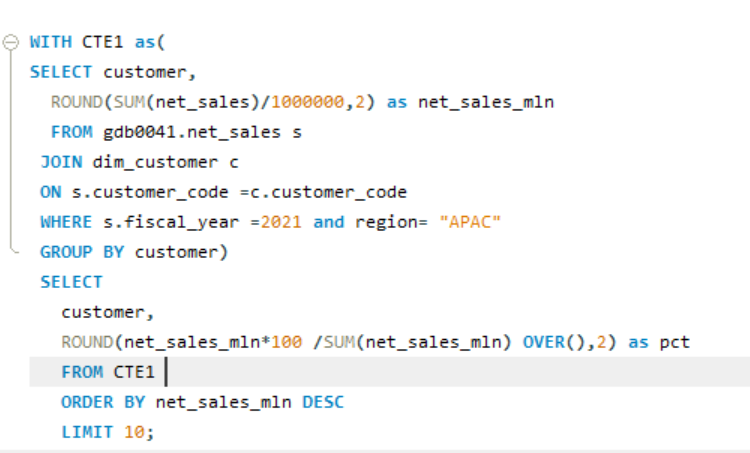 WITH CTE1 as(
SELECT customer,
ROUND(SUM(net_sales)/1000000,2) as net_sales_mln
FROM gdb0041.net_sales s
JOIN dim_customer c
ON s.customer_code =c.customer_code
WHERE s.fiscal_year =2021 and region= "APAC"
GROUP BY customer)
SELECT
customer,
ROUND(net_sales_mln*100 /SUM(net_sales_mln) OVER(),2) as pct
FROM CTE1
ORDER BY net_sales_mln DESC
LIMIT 10;